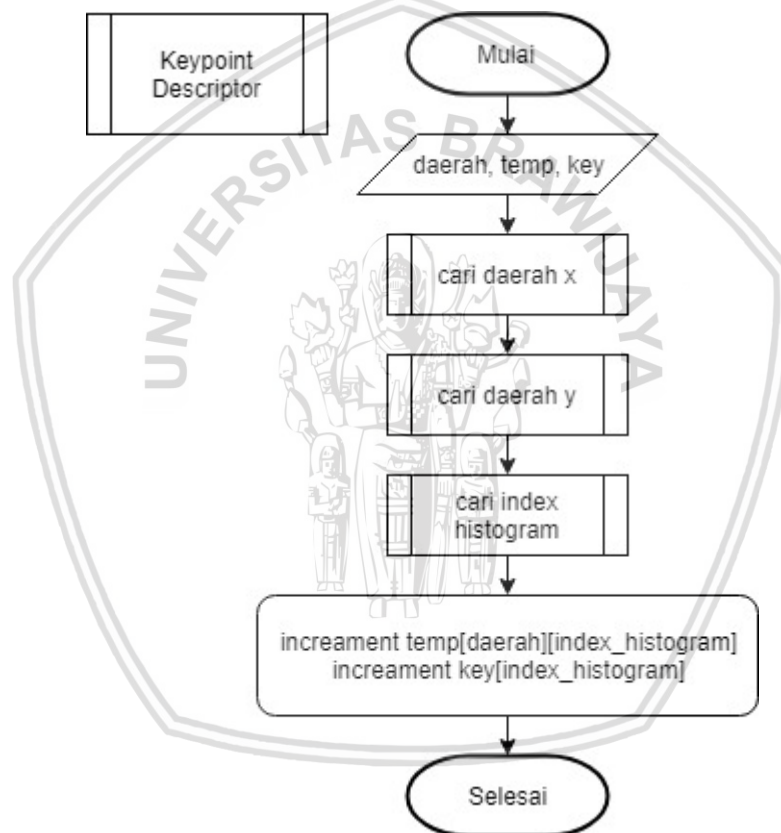 Keypoint
Descriptor
Mulai
UNIVERSITAS BRAWIJAYA
daerah, temp, key
cari daerah x
cari daerah y
cari index
histogram
increament temp[daerah][index_histogram]
increament key[index_histogram]
Selesai